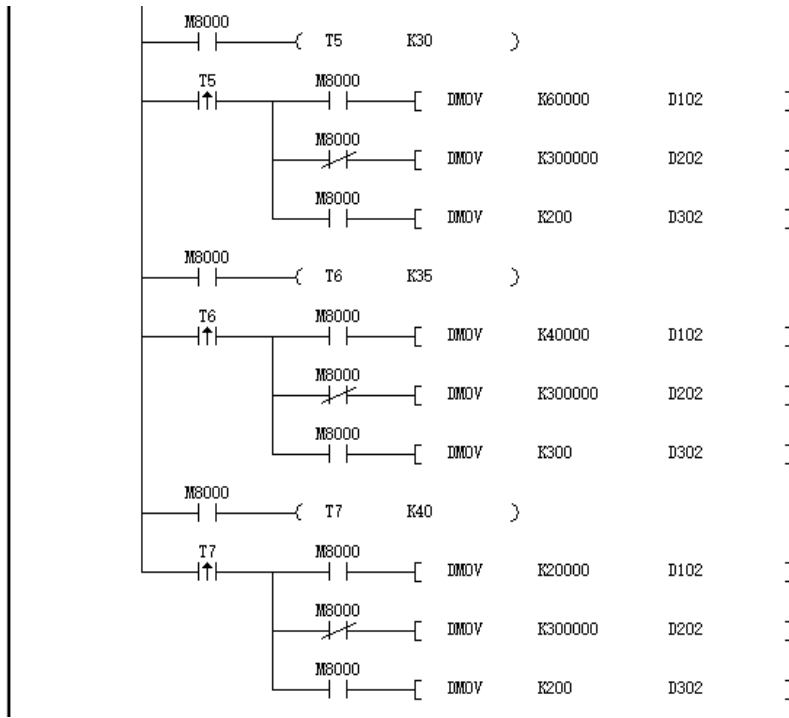 M8000
T5 K30
T5 M8000
DMOV K60000 D102
M8000
DMOV K300000 D202
M8000
DMOV K200 D302
M8000
T6 K35
T6 M8000
DMOV K40000 D102
M8000
DMOV K300000 D202
M8000
DMOV K300 D302
M8000
T7 K40
T7 M8000
DMOV K20000 D102
M8000
DMOV K300000 D202
M8000
DMOV K200 D302